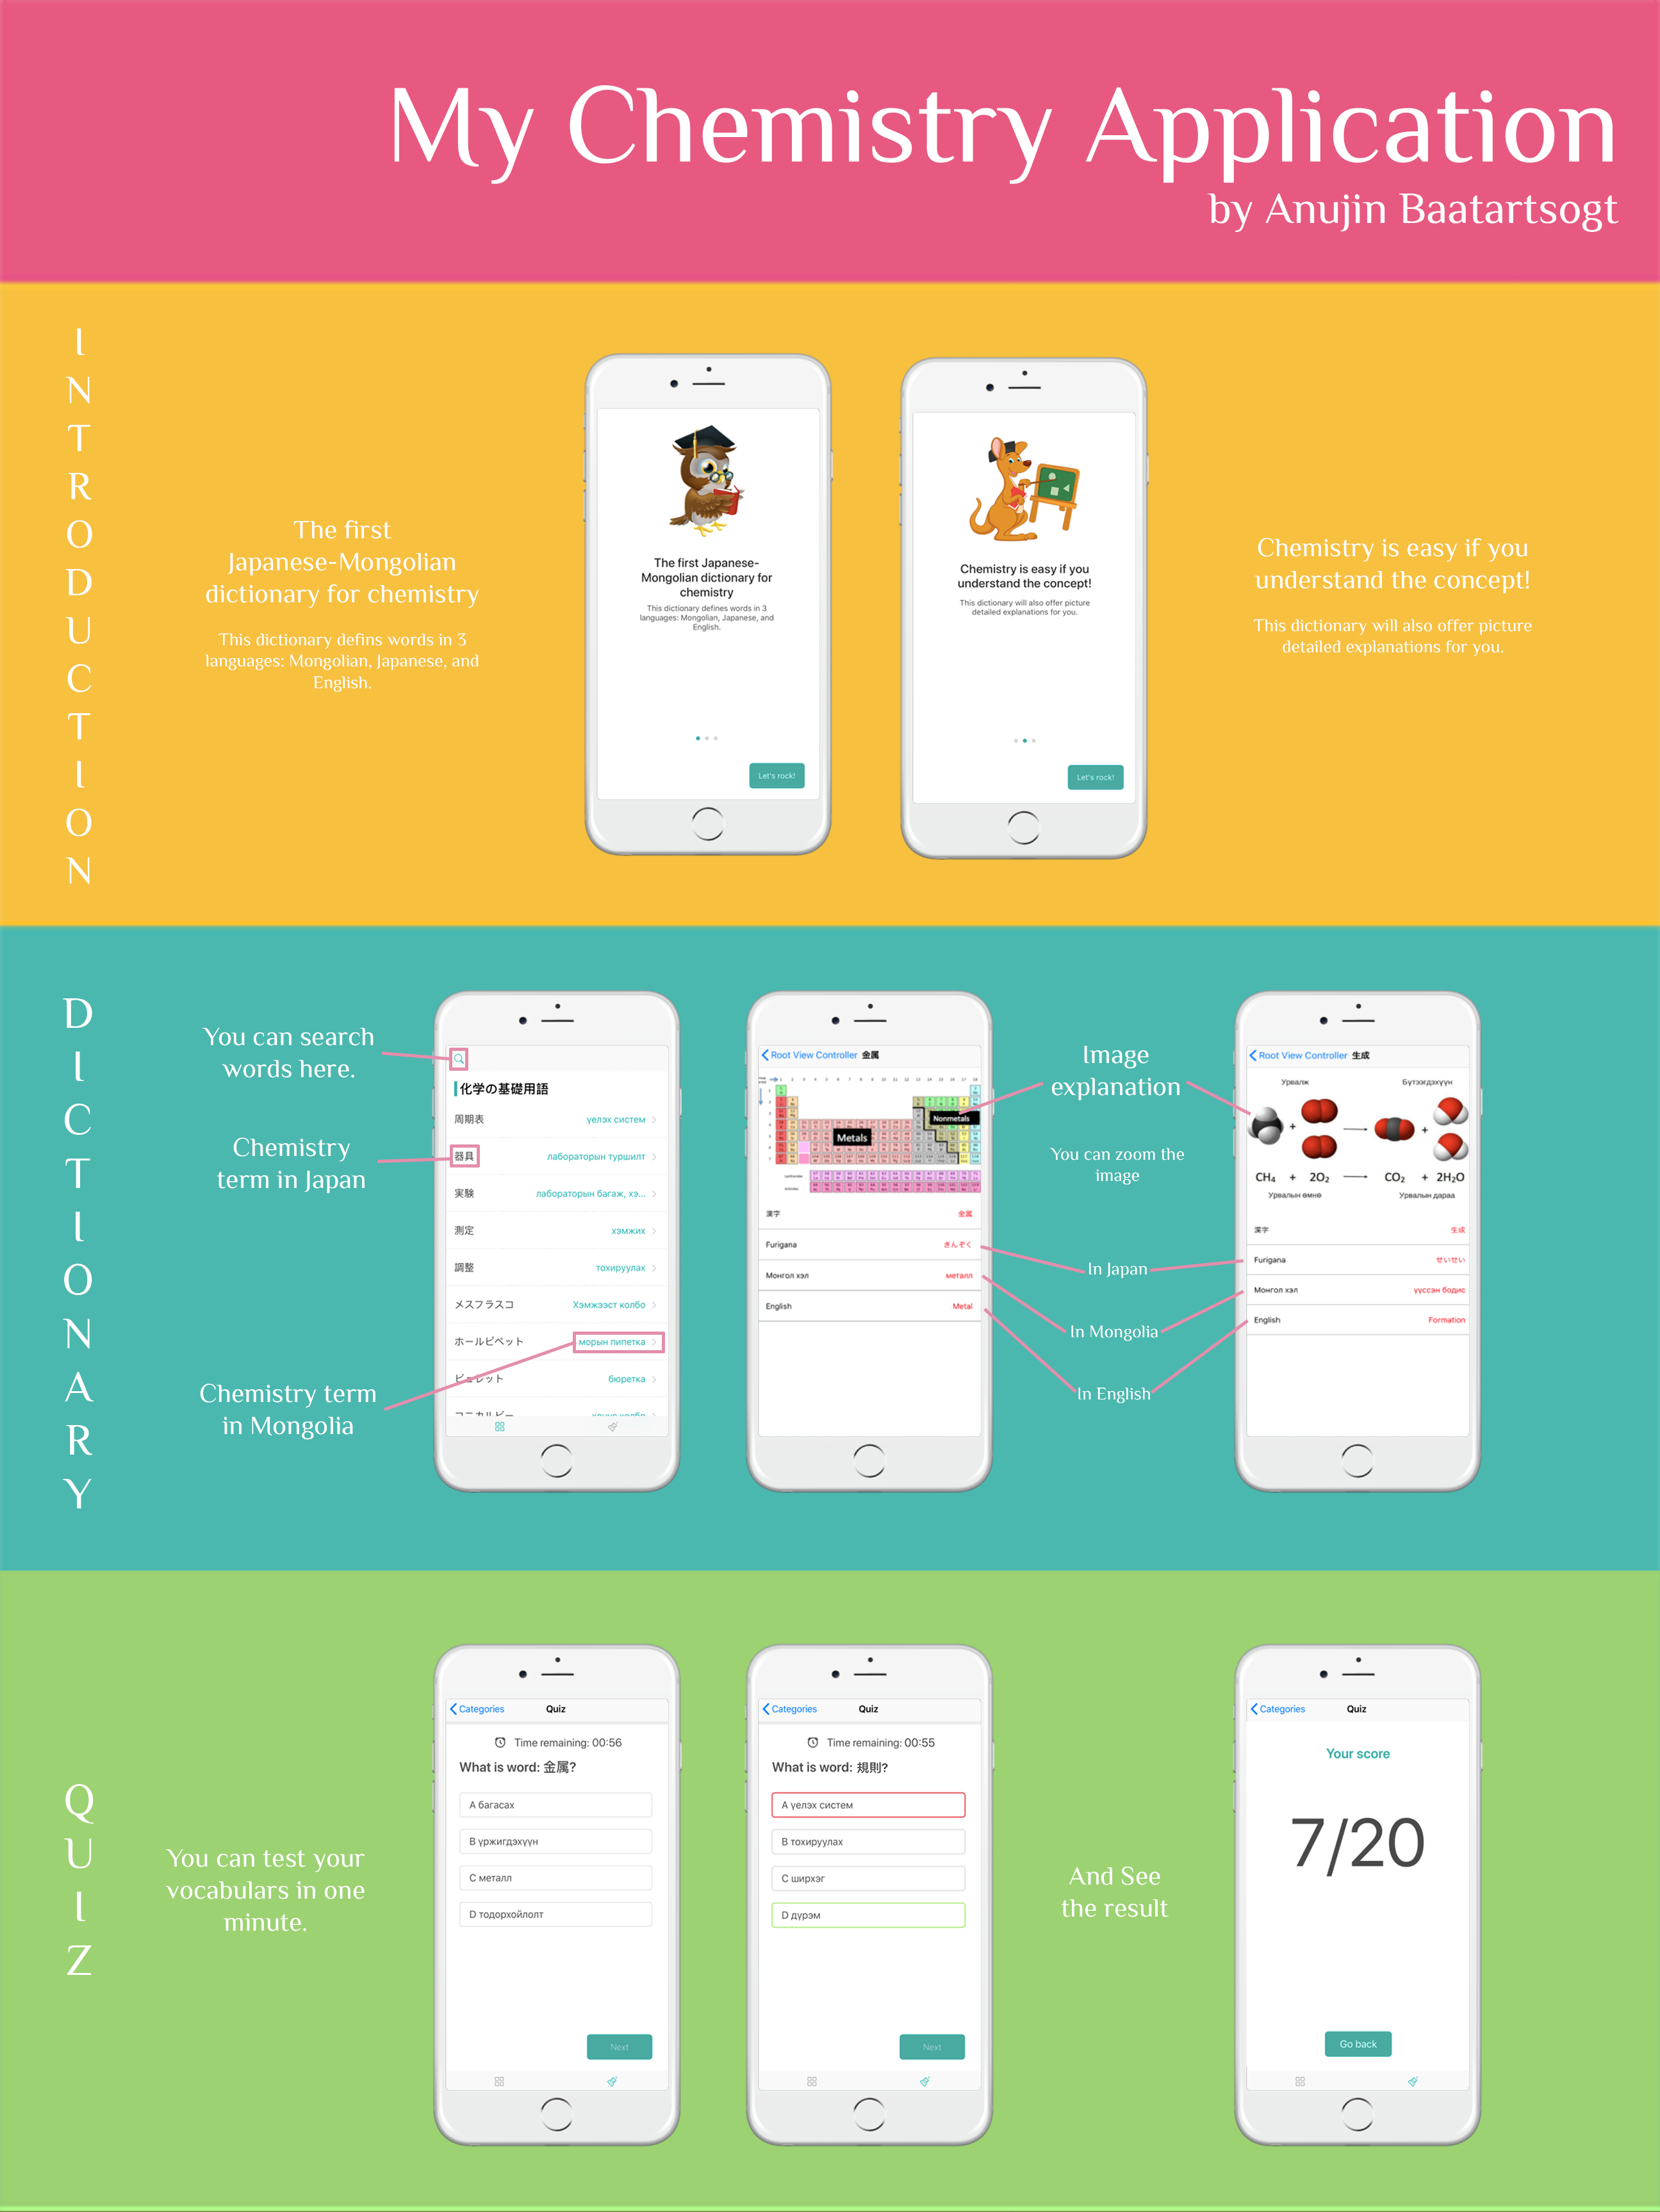 My Chemistry Application
by Anujin Baatartsogt
INTRODUCTION
The first
Japanese-Mongolian
dictionary for chemistry
This dictionary defins words in 3
languages: Mongolian, Japanese, and
English.
The first Japanese-
Mongolian dictionary for
chemistry
This dictionary defines words in 3
languages: Mongolian, Japanese, and
English.
Let's rock!
Chemistry is easy if you
understand the concept!
This dictionary will also offer picture
detailed explanations for you.
Let's rock!
Chemistry is easy if you
understand the concept!
This dictionary will also offer picture
detailed explanations for you.
DICTIONARY
You can search
words here.
Chemistry
term in Japan
Chemistry term
in Mongolia
化学の基礎用語
周期表 үелэх систем
器具 лабораторын туршилт
実験 лабораторын багаж, хэ...
測定 хэмжих
調整 тохируулах
メスフラスコ Хэмжээст колбо
ホールピペット морын пипетка
ビュレット бюретка
Root View Controller 金属
Metals
Nonmetals
漢字 金属
Furigana きんぞく
Монгол хэл металл
English Metal
Image
explanation
You can zoom the
image
In Japan
In Mongolia
In English
Root View Controller 生成
Урвалж Бүтээгдэхүүн
+ +
CH₄ + 2O₂ CO₂ + 2H₂O
Урвалын өмнө Урвалын дараа
漢字 生成
Furigana せいせい
Монгол хэл үүссэн бодис
English Formation
QUIZ
You can test your
vocabulars in one
minute.
Categories Quiz
Time remaining: 00:56
What is word: 金属?
A багасах
B үржигдэхүүн
C металл
D тодорхойлолт
Next
Categories Quiz
Time remaining: 00:55
What is word: 規則?
A үелэх систем
B тохируулах
C ширхэг
D дүрэм
Next
And See
the result
Categories Quiz
Your score
7/20
Go back